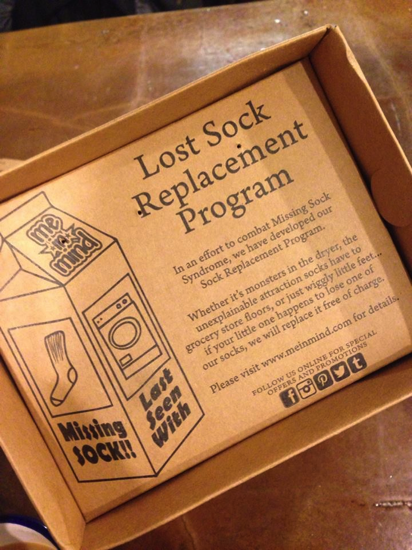 Lost Sock
Replacement
Program
In an effort to combat Missing Sock
Syndrome, we have developed our
Sock Replacement Program.
Whether it's monsters in the dryer, the
unexplainable attraction socks have to
grocery store floors, or just wiggly little feet...
if your little one happens to lose one of
our socks, we will replace it free of charge.
Please visit www.meinmind.com for details.
FOLLOW US ONLINE FOR SPECIAL
OFFERS AND PROMOTIONS
me
in
mind
Missing
SOCK!!
Last
Seen
With